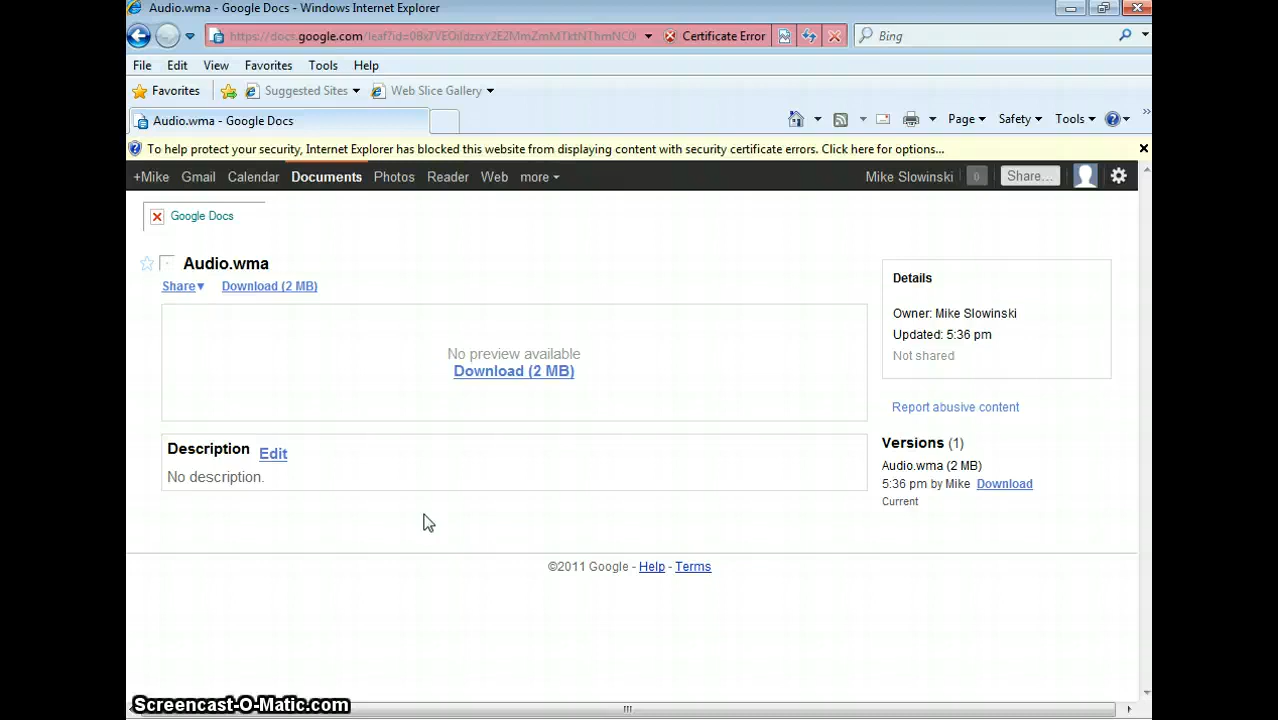 Audio.wma - Google Docs - Windows Internet Explorer
Certificate Error
Bing
File Edit View Favorites Tools Help
Favorites Suggested Sites Web Slice Gallery
Audio.wma - Google Docs
Page Safety Tools
To help protect your security, Internet Explorer has blocked this website from displaying content with security certificate errors. Click here for options...
+Mike Gmail Calendar Documents Photos Reader Web more Mike Slowinski 0 Share...
Google Docs
Audio.wma
Share Download (2 MB)
No preview available
Download (2 MB)
Description Edit
No description.
Details
Owner: Mike Slowinski
Updated: 5:36 pm
Not shared
Report abusive content
Versions (1)
Audio.wma (2 MB)
5:36 pm by Mike Download
Current
©2011 Google - Help - Terms
Screencast-O-Matic.com